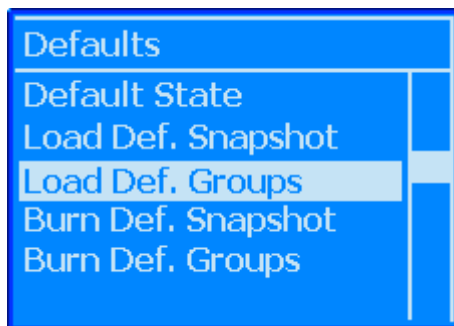 Defaults
Default State
Load Def. Snapshot
Load Def. Groups
Burn Def. Snapshot
Burn Def. Groups